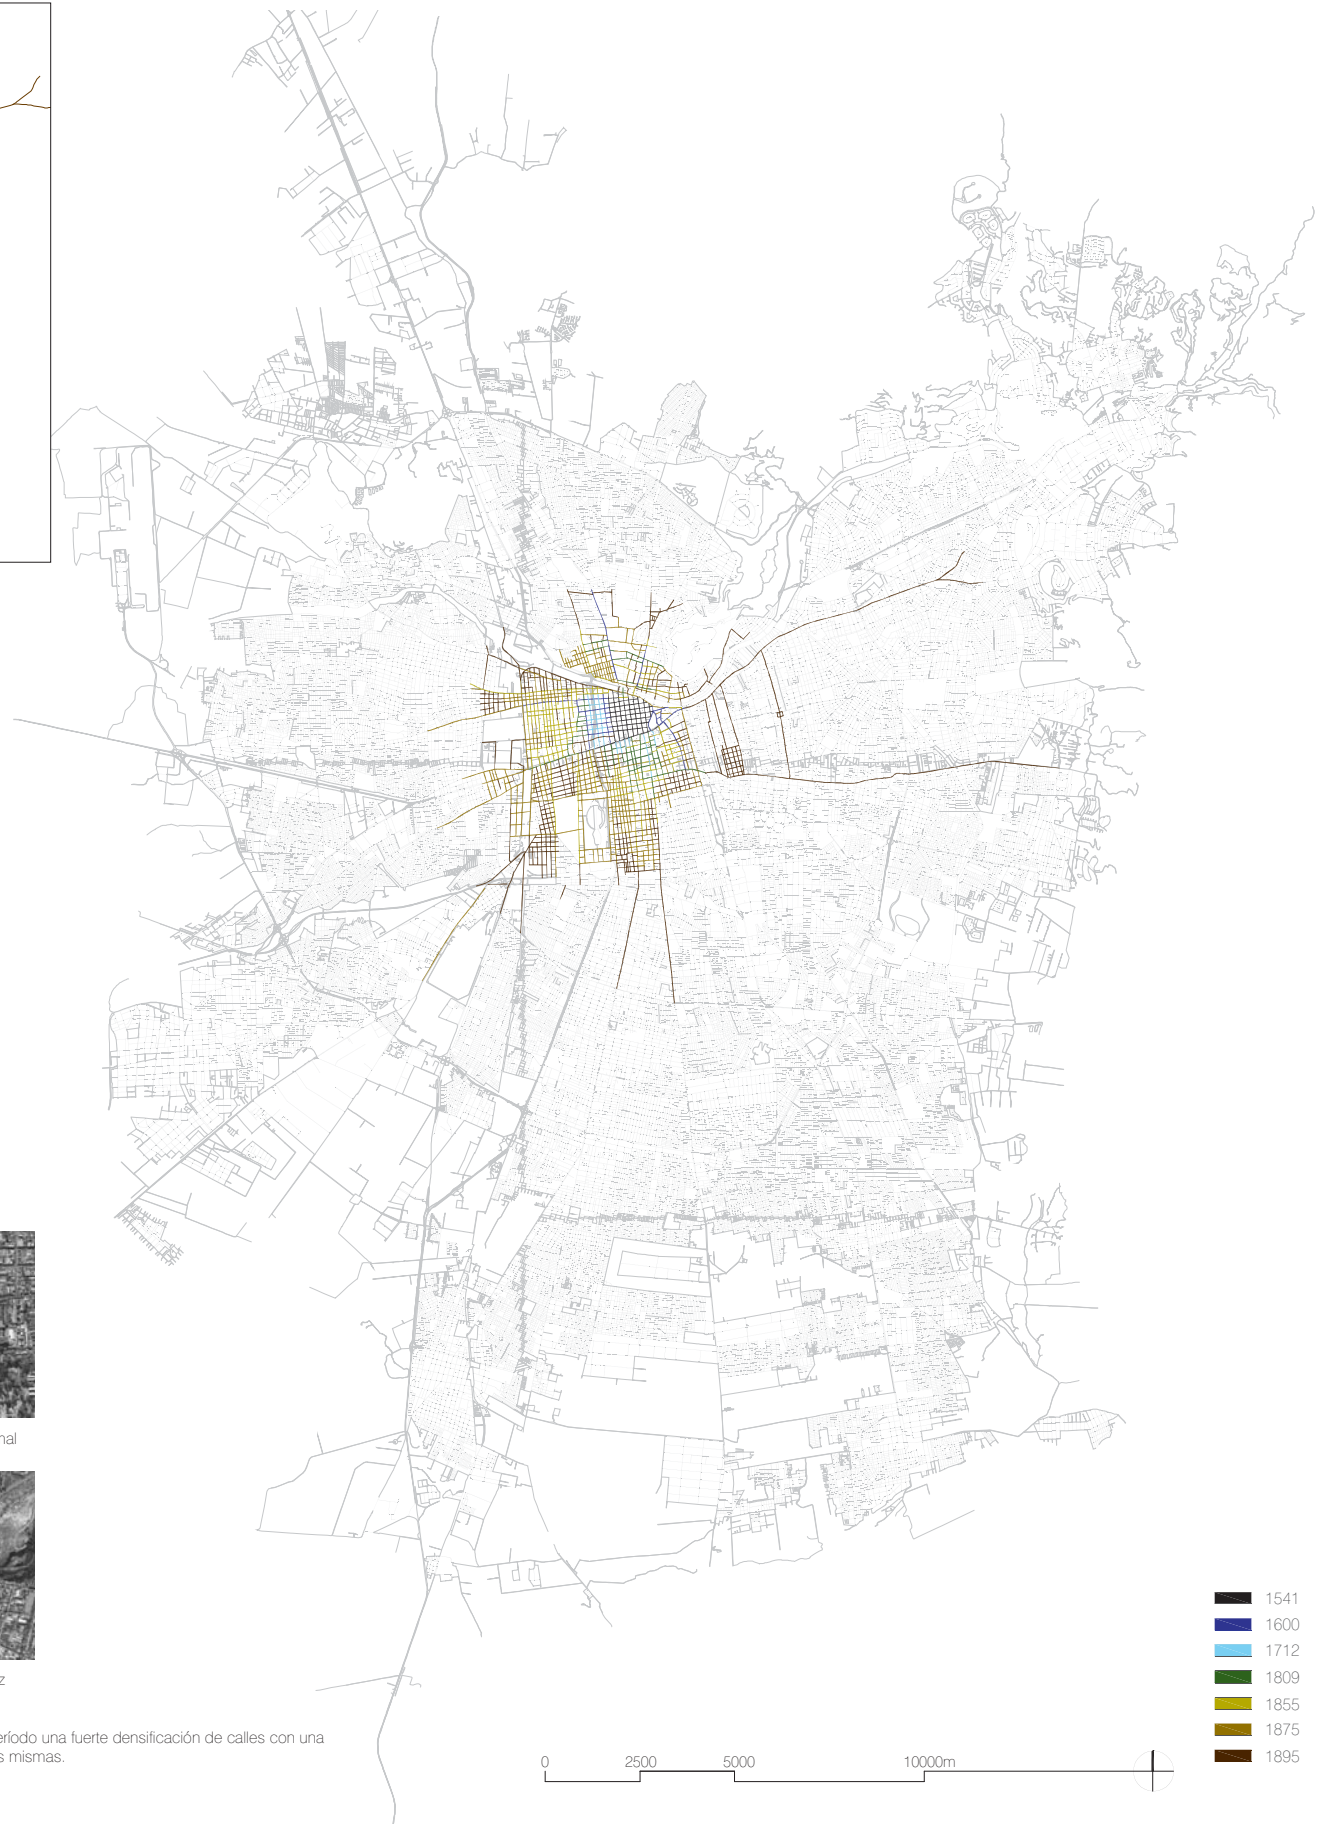 nal
z
eríodo una fuerte densificación de calles con una
s mismas.
0 2500 5000 10000m
1541
1600
1712
1809
1855
1875
1895